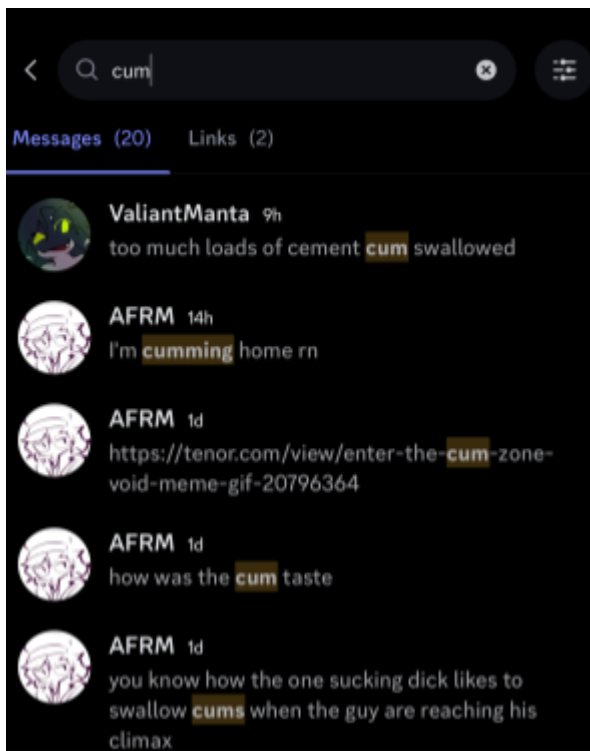 cum
Messages (20) Links (2)
ValiantManta 9h
too much loads of cement cum swallowed
AFRM 14h
I'm cumming home rn
AFRM 1d
https://tenor.com/view/enter-the-cum-zone-
void-meme-gif-20796364
AFRM 1d
how was the cum taste
AFRM 1d
you know how the one sucking dick likes to
swallow cums when the guy are reaching his
climax